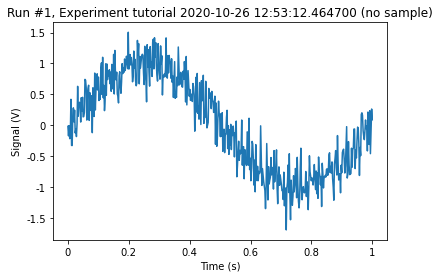 Run #1, Experiment tutorial 2020-10-26 12:53:12.464700 (no sample)
1.5
1
0.5
0
-0.5
-1
-1.5
Signal (V)
0 0.2 0.4 0.6 0.8 1
Time (s)